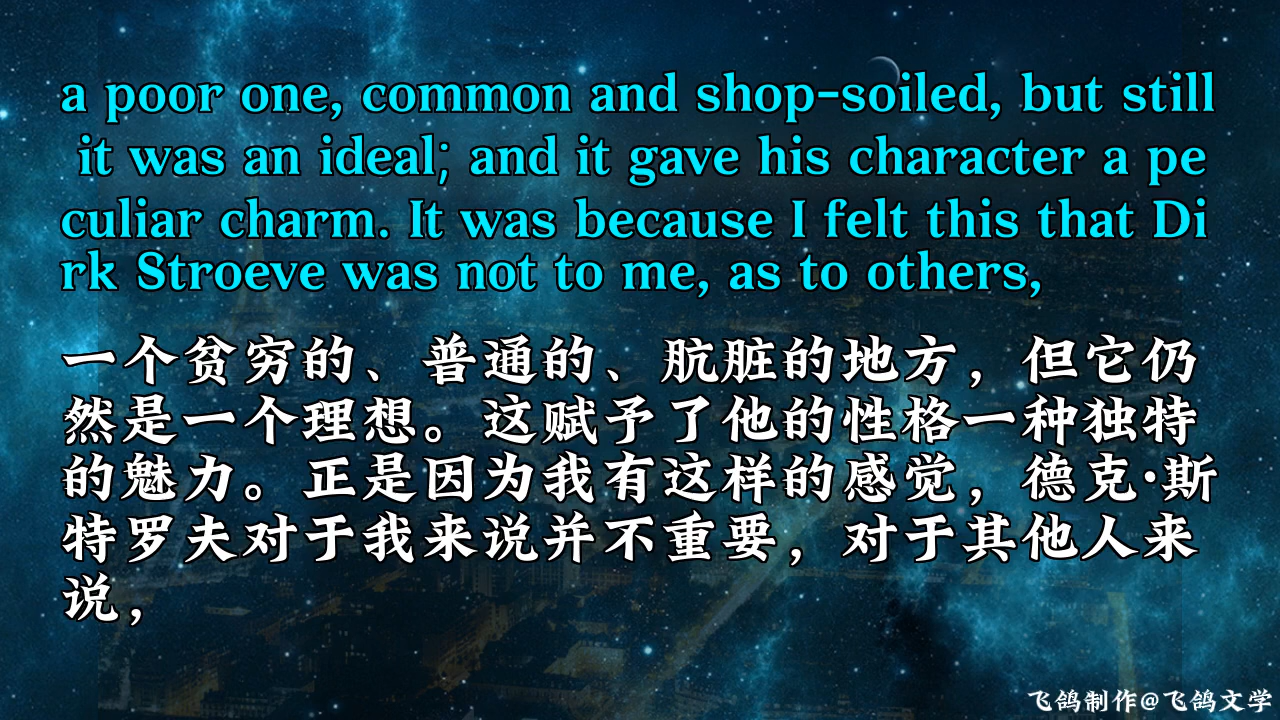 a poor one, common and shop-soiled, but still
it was an ideal; and it gave his character a pe
culiar charm. It was because I felt this that Di
rk Stroeve was not to me, as to others,
一个贫穷的、普通的、肮脏的地方，但它仍
然是一个理想。这赋予了他的性格一种独特
的魅力。正是因为我有这样的感觉，德克·斯
特罗夫对于我来说并不重要，对于其他人来
说，
飞鸽制作@飞鸽文学